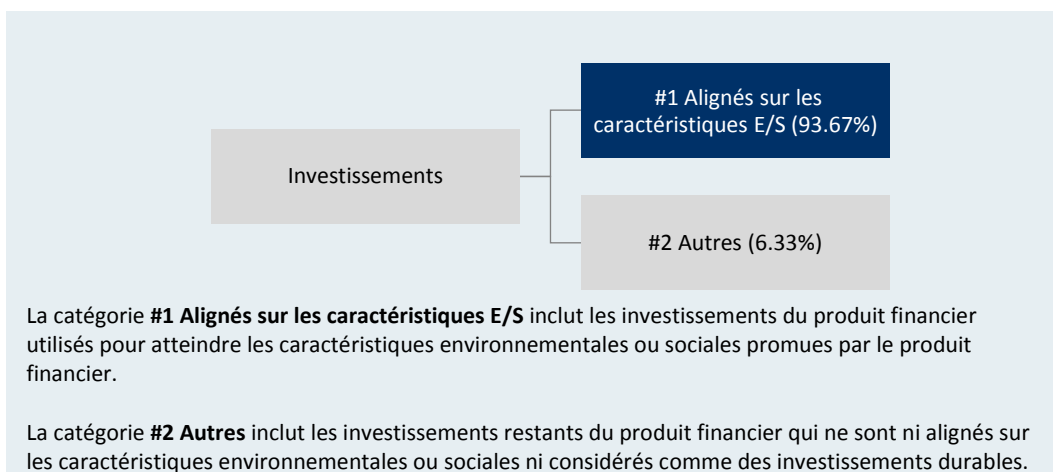 #1 Alignés sur les
caractéristiques E/S (93.67%)
Investissements
#2 Autres (6.33%)
La catégorie #1 Alignés sur les caractéristiques E/S inclut les investissements du produit financier
utilisés pour atteindre les caractéristiques environnementales ou sociales promues par le produit
financier.
La catégorie #2 Autres inclut les investissements restants du produit financier qui ne sont ni alignés sur
les caractéristiques environnementales ou sociales ni considérés comme des investissements durables.